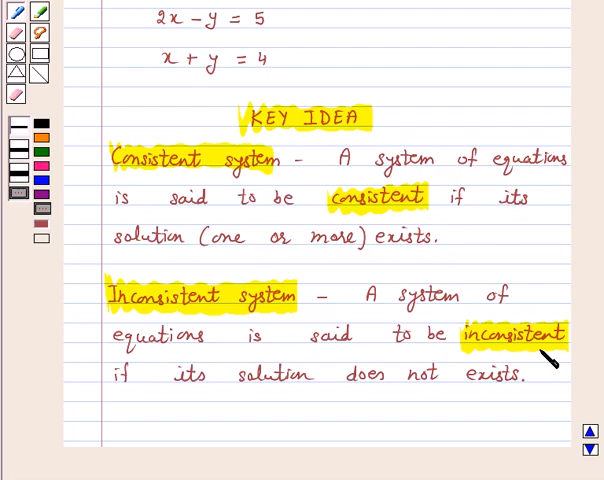 2x - y = 5
x + y = 4
KEY IDEA
Consistent system - A system of equations
is said to be consistent if its
solution (one or more) exists.
Inconsistent system - A system of
equations is said to be inconsistent
if its solution does not exists.